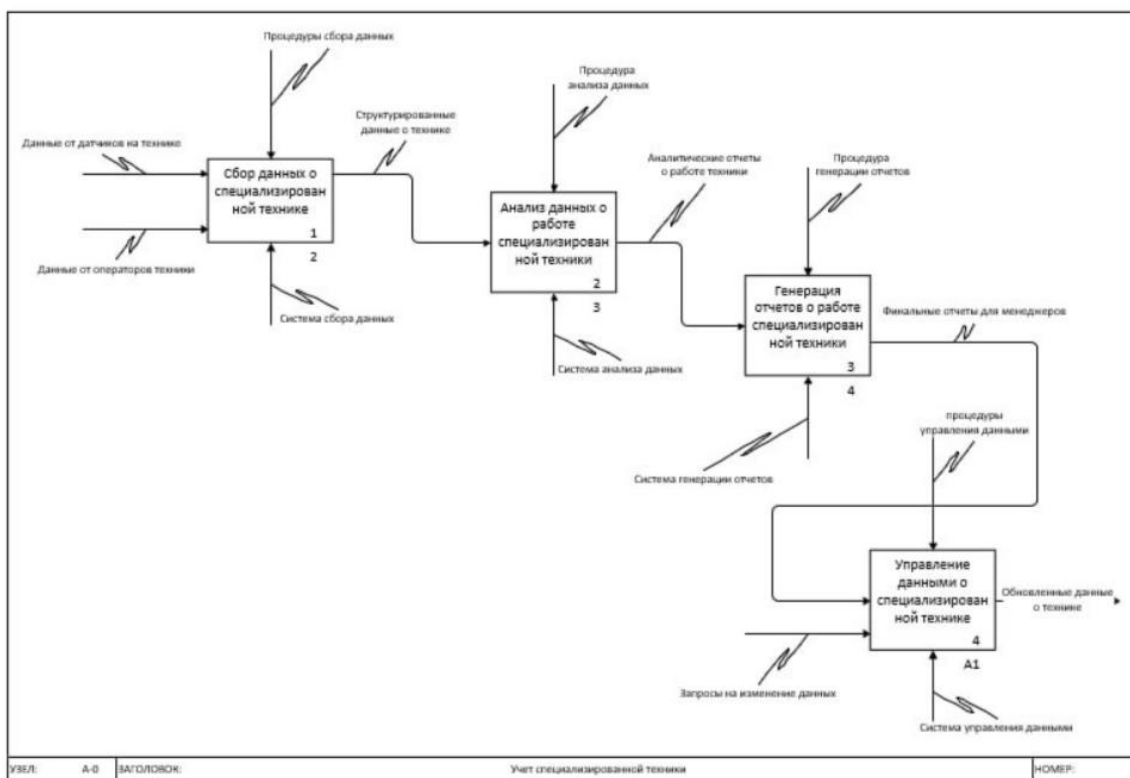 Процедуры сбора данных
Данные от датчиков на технике
Структурированные
данные о технике
Сбор данных о
специализирован
ной технике
1
2
Данные от операторов техники
Система сбора данных
Процедура
анализа данных
Аналитические отчеты
о работе техники
Анализ данных о
работе
специализирован
ной техники
2
3
Система анализа данных
Процедура
генерации отчетов
Генерация
отчетов о работе
специализирован
ной техники
3
4
Финальные отчеты для менеджеров
Система генерации отчетов
процедуры
управления данными
Управление
данными о
специализирован
ной технике
4
A1
Обновленные данные
о технике
Запросы на изменение данных
Система управления данными
УЗЕЛ: A-0 ЗАГОЛОВОК: Учет специализированной техники НОМЕР: